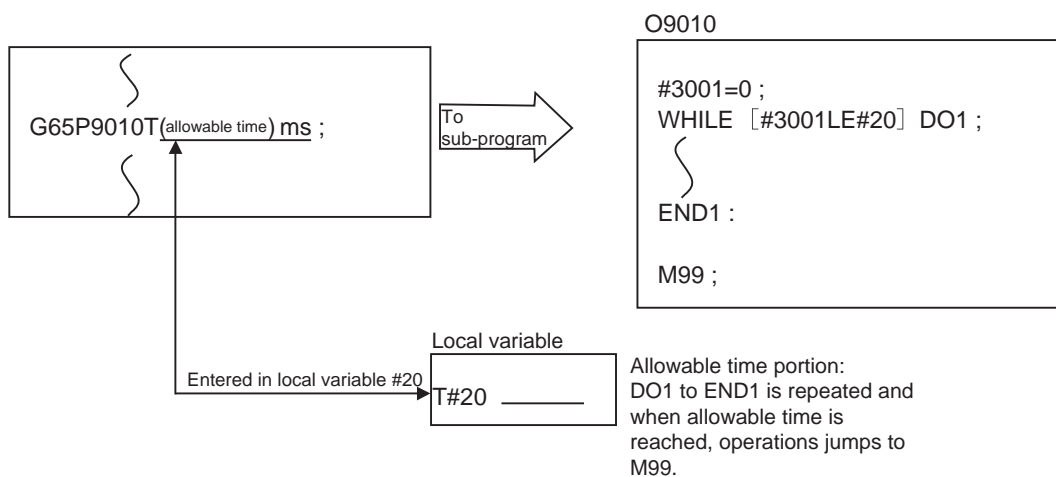 G65P9010T(allowable time) ms ;
To
sub-program
O9010
#3001=0 ;
WHILE [#3001LE#20] DO1 ;
END1 :
M99 ;
Entered in local variable #20
Local variable
T#20
Allowable time portion:
DO1 to END1 is repeated and
when allowable time is
reached, operations jumps to
M99.